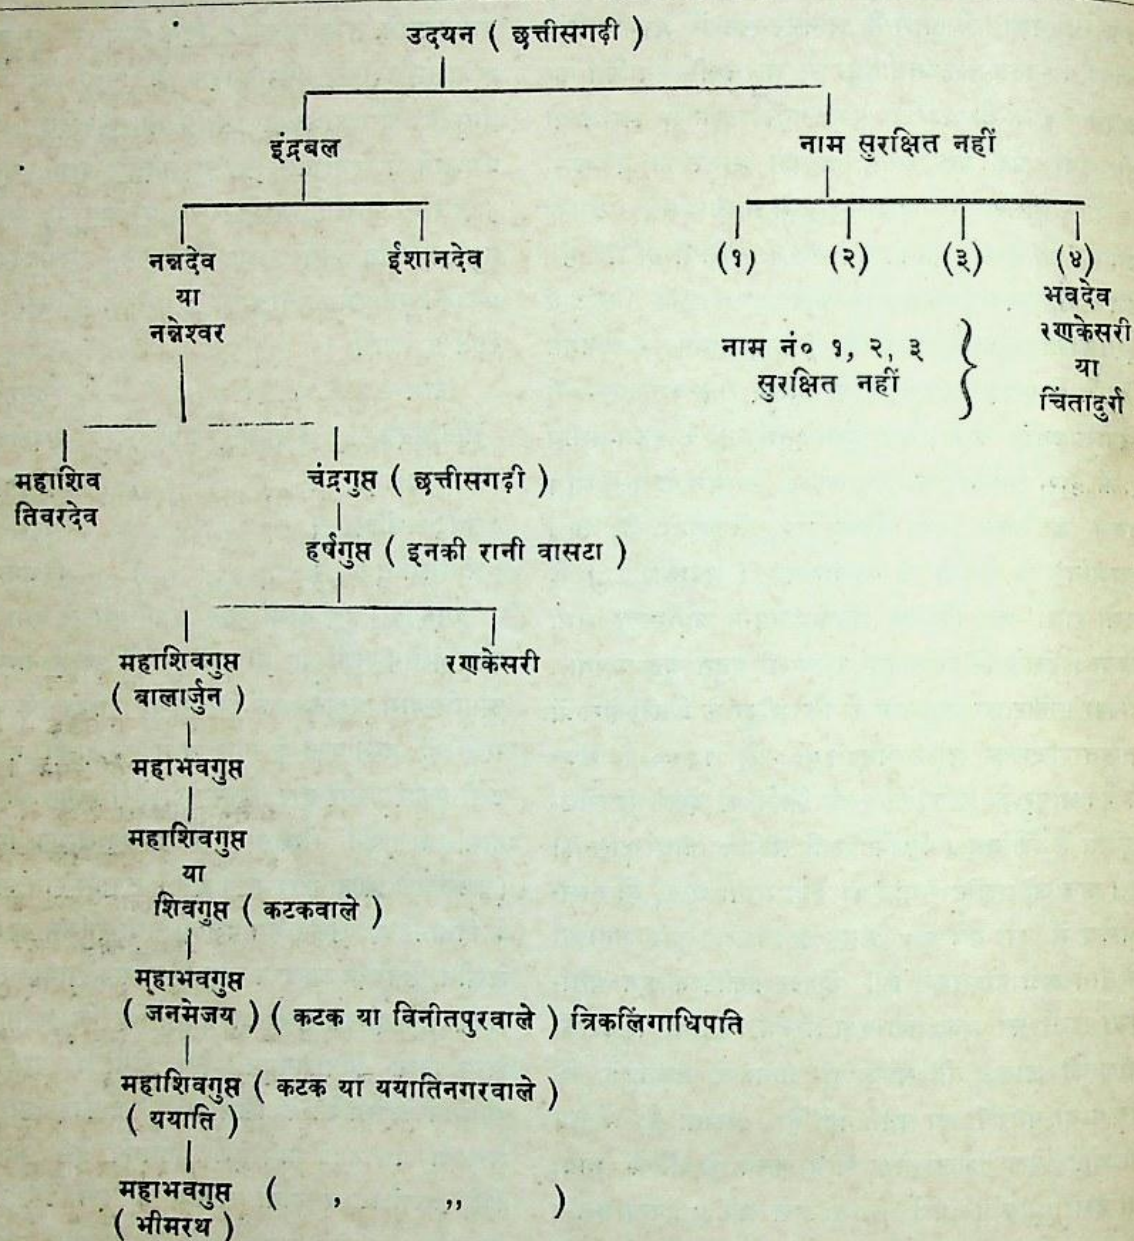 उदयन ( छत्तीसगढ़ी )
इंद्रबल नाम सुरक्षित नहीं
नन्नदेव ईशानदेव (१) (२) (३) (४)
या भवदेव
नन्नेश्वर रणकेसरी
नाम नं० १, २, ३ या
सुरक्षित नहीं चिंतादुर्ग
महाशिव चंद्रगुप्त ( छत्तीसगढ़ी )
तिवरदेव
हर्षगुप्त ( इनकी रानी वासटा )
महाशिवगुप्त रणकेसरी
( बालार्जुन )
महाभवगुप्त
महाशिवगुप्त
या
शिवगुप्त ( कटकवाले )
महाभवगुप्त
( जनमेजय ) ( कटक या विनीतपुरवाले ) त्रिकलिंगाधिपति
महाशिवगुप्त ( कटक या ययातिनगरवाले )
( ययाति )
महाभवगुप्त ( , ,, )
( भीमरथ )